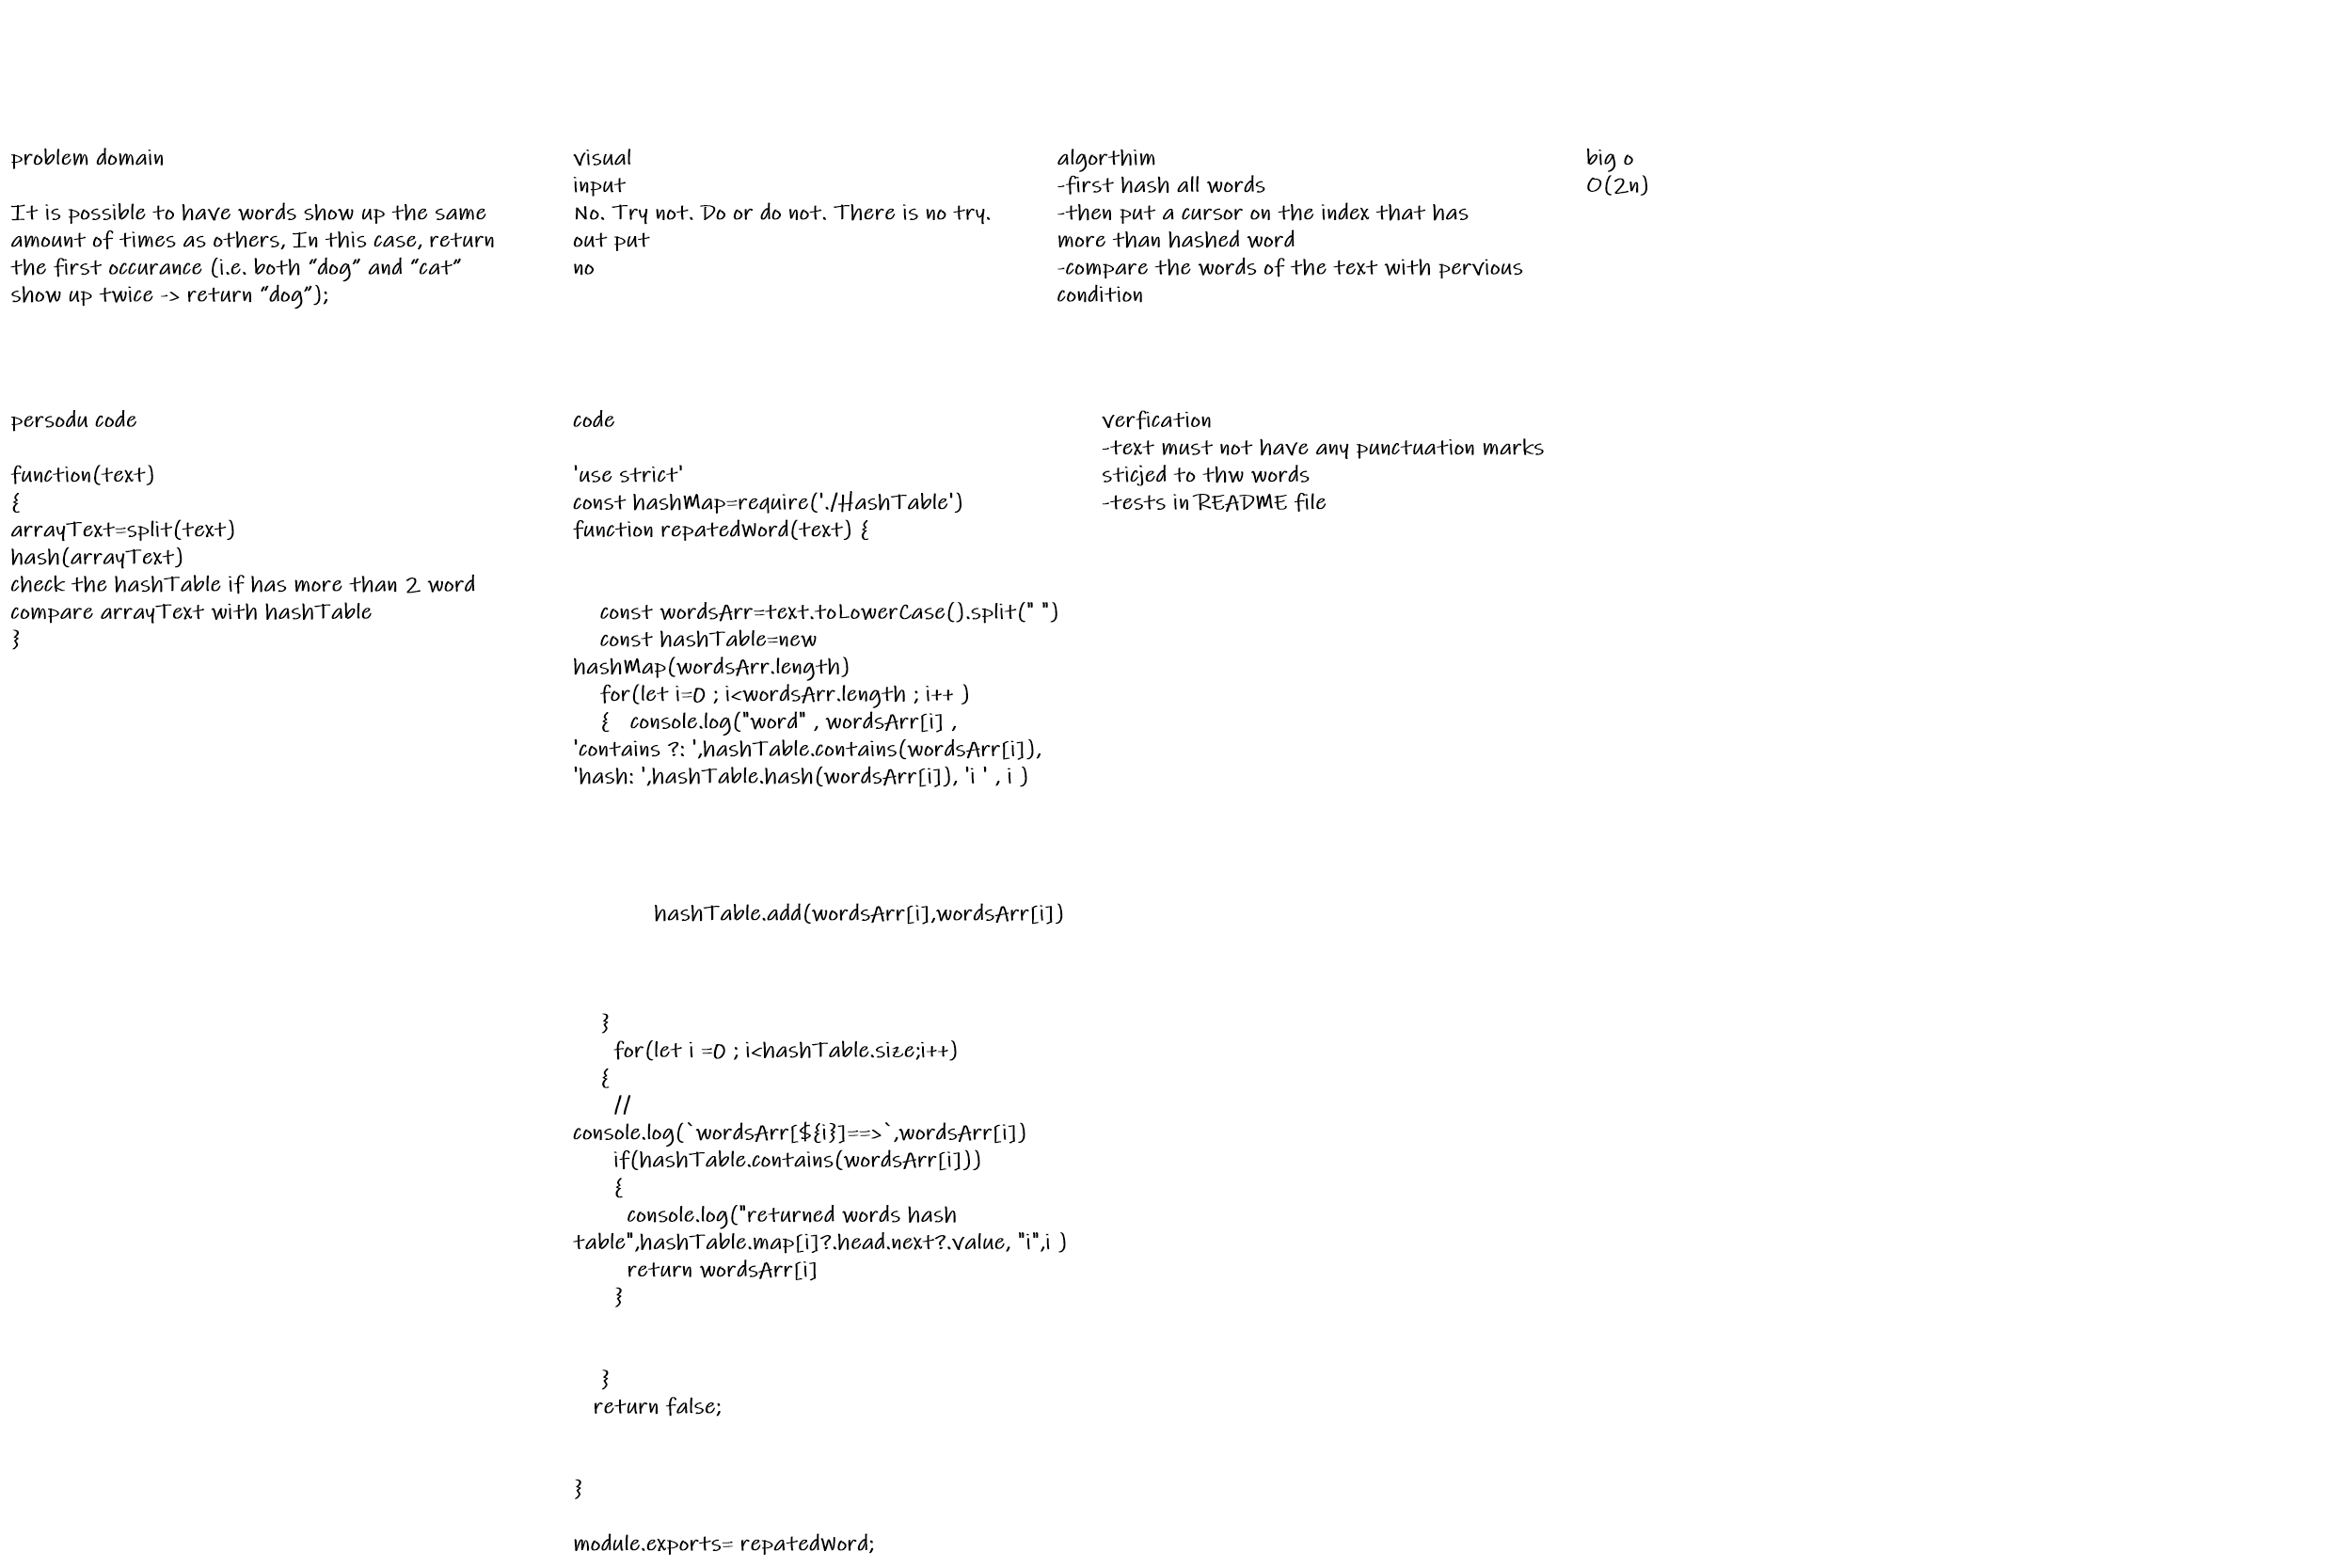 problem domain
It is possible to have words show up the same
amount of times as others, In this case, return
the first occurance (i.e. both “dog” and “cat”
show up twice -> return “dog”);
visual
input
No. Try not. Do or do not. There is no try.
out put
no
algorthim
-first hash all words
-then put a cursor on the index that has
more than hashed word
-compare the words of the text with pervious
condition
big o
O(2n)
persodu code
function(text)
{
arrayText=split(text)
hash(arrayText)
check the hashTable if has more than 2 word
compare arrayText with hashTable
}
code
'use strict'
const hashMap=require('./HashTable')
function repatedWord(text) {
const wordsArr=text.toLowerCase().split(" ")
const hashTable=new
hashMap(wordsArr.length)
for(let i=0 ; i<wordsArr.length ; i++ )
{ console.log("word" , wordsArr[i] ,
'contains ?: ',hashTable.contains(wordsArr[i]),
'hash: ',hashTable.hash(wordsArr[i]), 'i ' , i )
hashTable.add(wordsArr[i],wordsArr[i])
}
for(let i =0 ; i<hashTable.size;i++)
{
//
console.log(`wordsArr[${i}]==>`,wordsArr[i])
if(hashTable.contains(wordsArr[i]))
{
console.log("returned words hash
table",hashTable.map[i]?.head.next?.value, "i",i )
return wordsArr[i]
}
}
return false;
}
module.exports= repatedWord;
verfication
-text must not have any punctuation marks
sticjed to thw words
-tests in README file